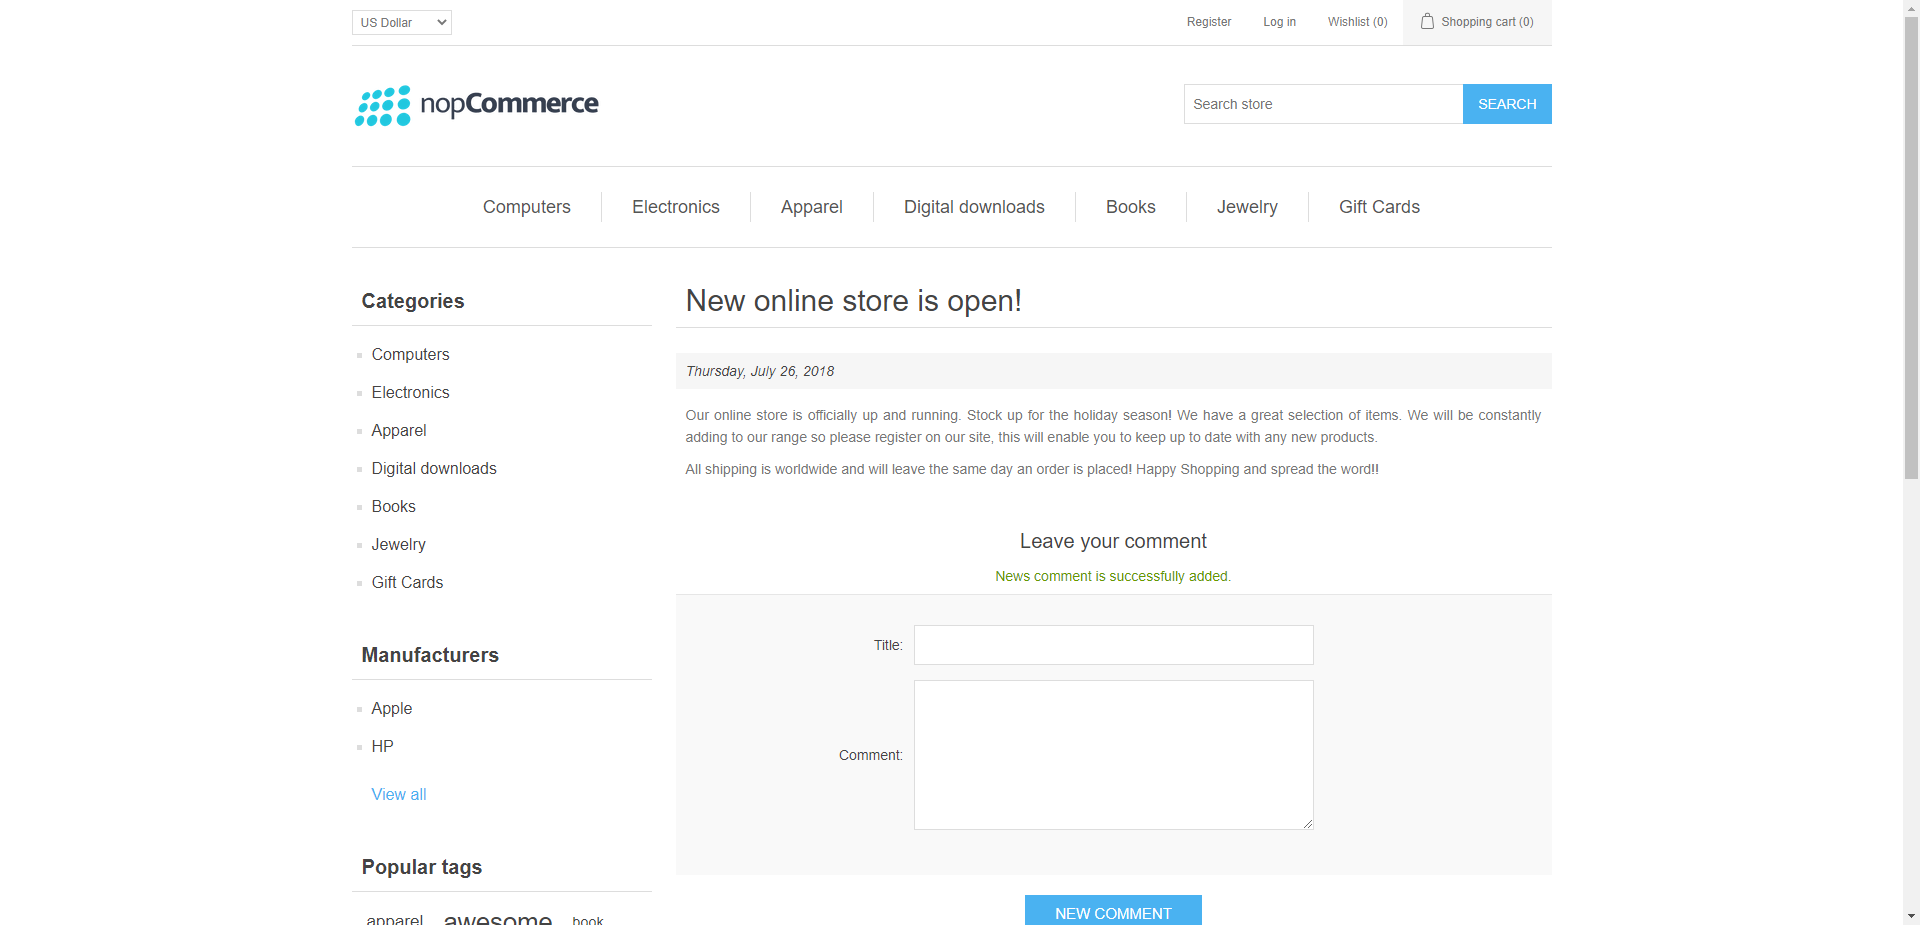 US Dollar
Register
Log in
Wishlist (0)
Shopping cart (0)
nopCommerce
Search store
SEARCH
Computers
Electronics
Apparel
Digital downloads
Books
Jewelry
Gift Cards
Categories
Computers
Electronics
Apparel
Digital downloads
Books
Jewelry
Gift Cards
Manufacturers
Apple
HP
View all
Popular tags
apparel awesome book
New online store is open!
Thursday, July 26, 2018
Our online store is officially up and running. Stock up for the holiday season! We have a great selection of items. We will be constantly
adding to our range so please register on our site, this will enable you to keep up to date with any new products.
All shipping is worldwide and will leave the same day an order is placed! Happy Shopping and spread the word!!
Leave your comment
News comment is successfully added.
Title:
Comment:
NEW COMMENT